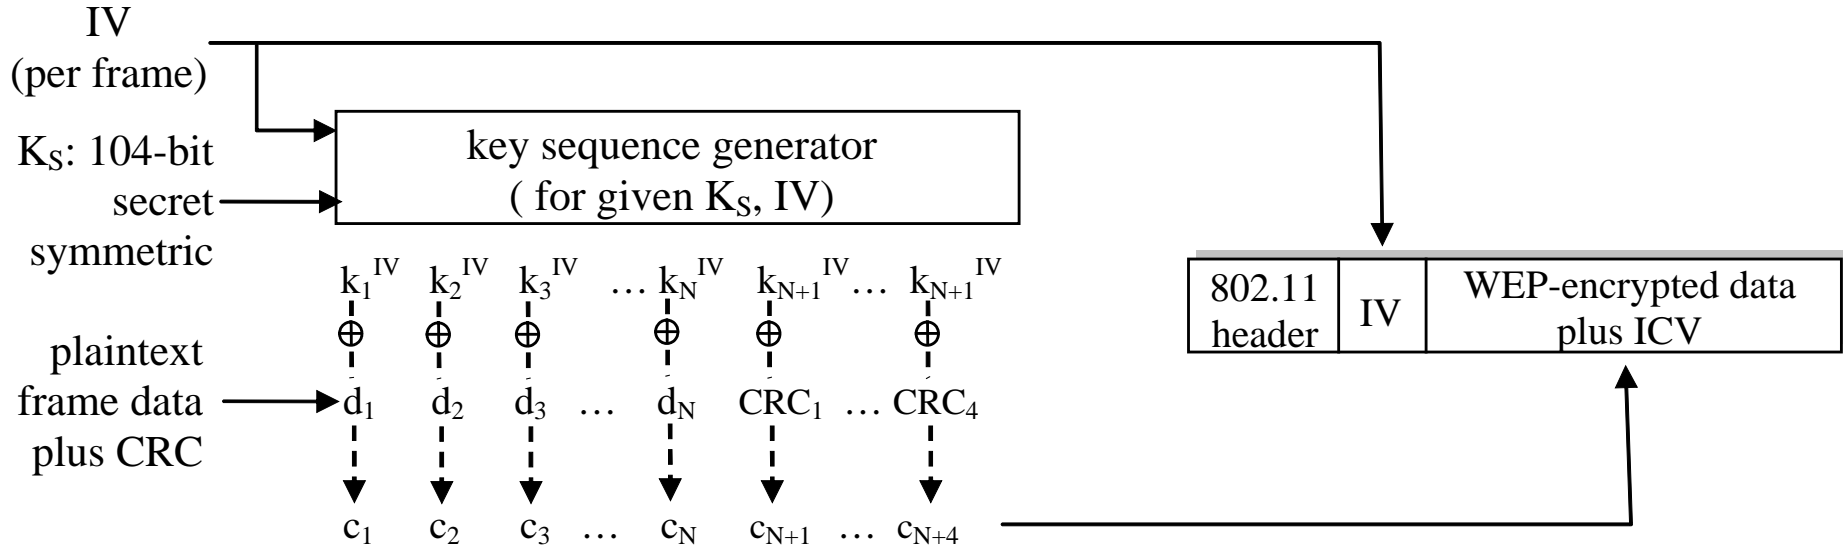 IV
(per frame)
KS: 104-bit
secret
symmetric
key sequence generator
( for given KS, IV)
k1IV k2IV k3IV … kNIV kN+1IV … kN+1IV
802.11
header
IV
WEP-encrypted data
plus ICV
plaintext
frame data
plus CRC
d1 d2 d3 … dN CRC1 … CRC4
c1 c2 c3 … cN cN+1 … cN+4